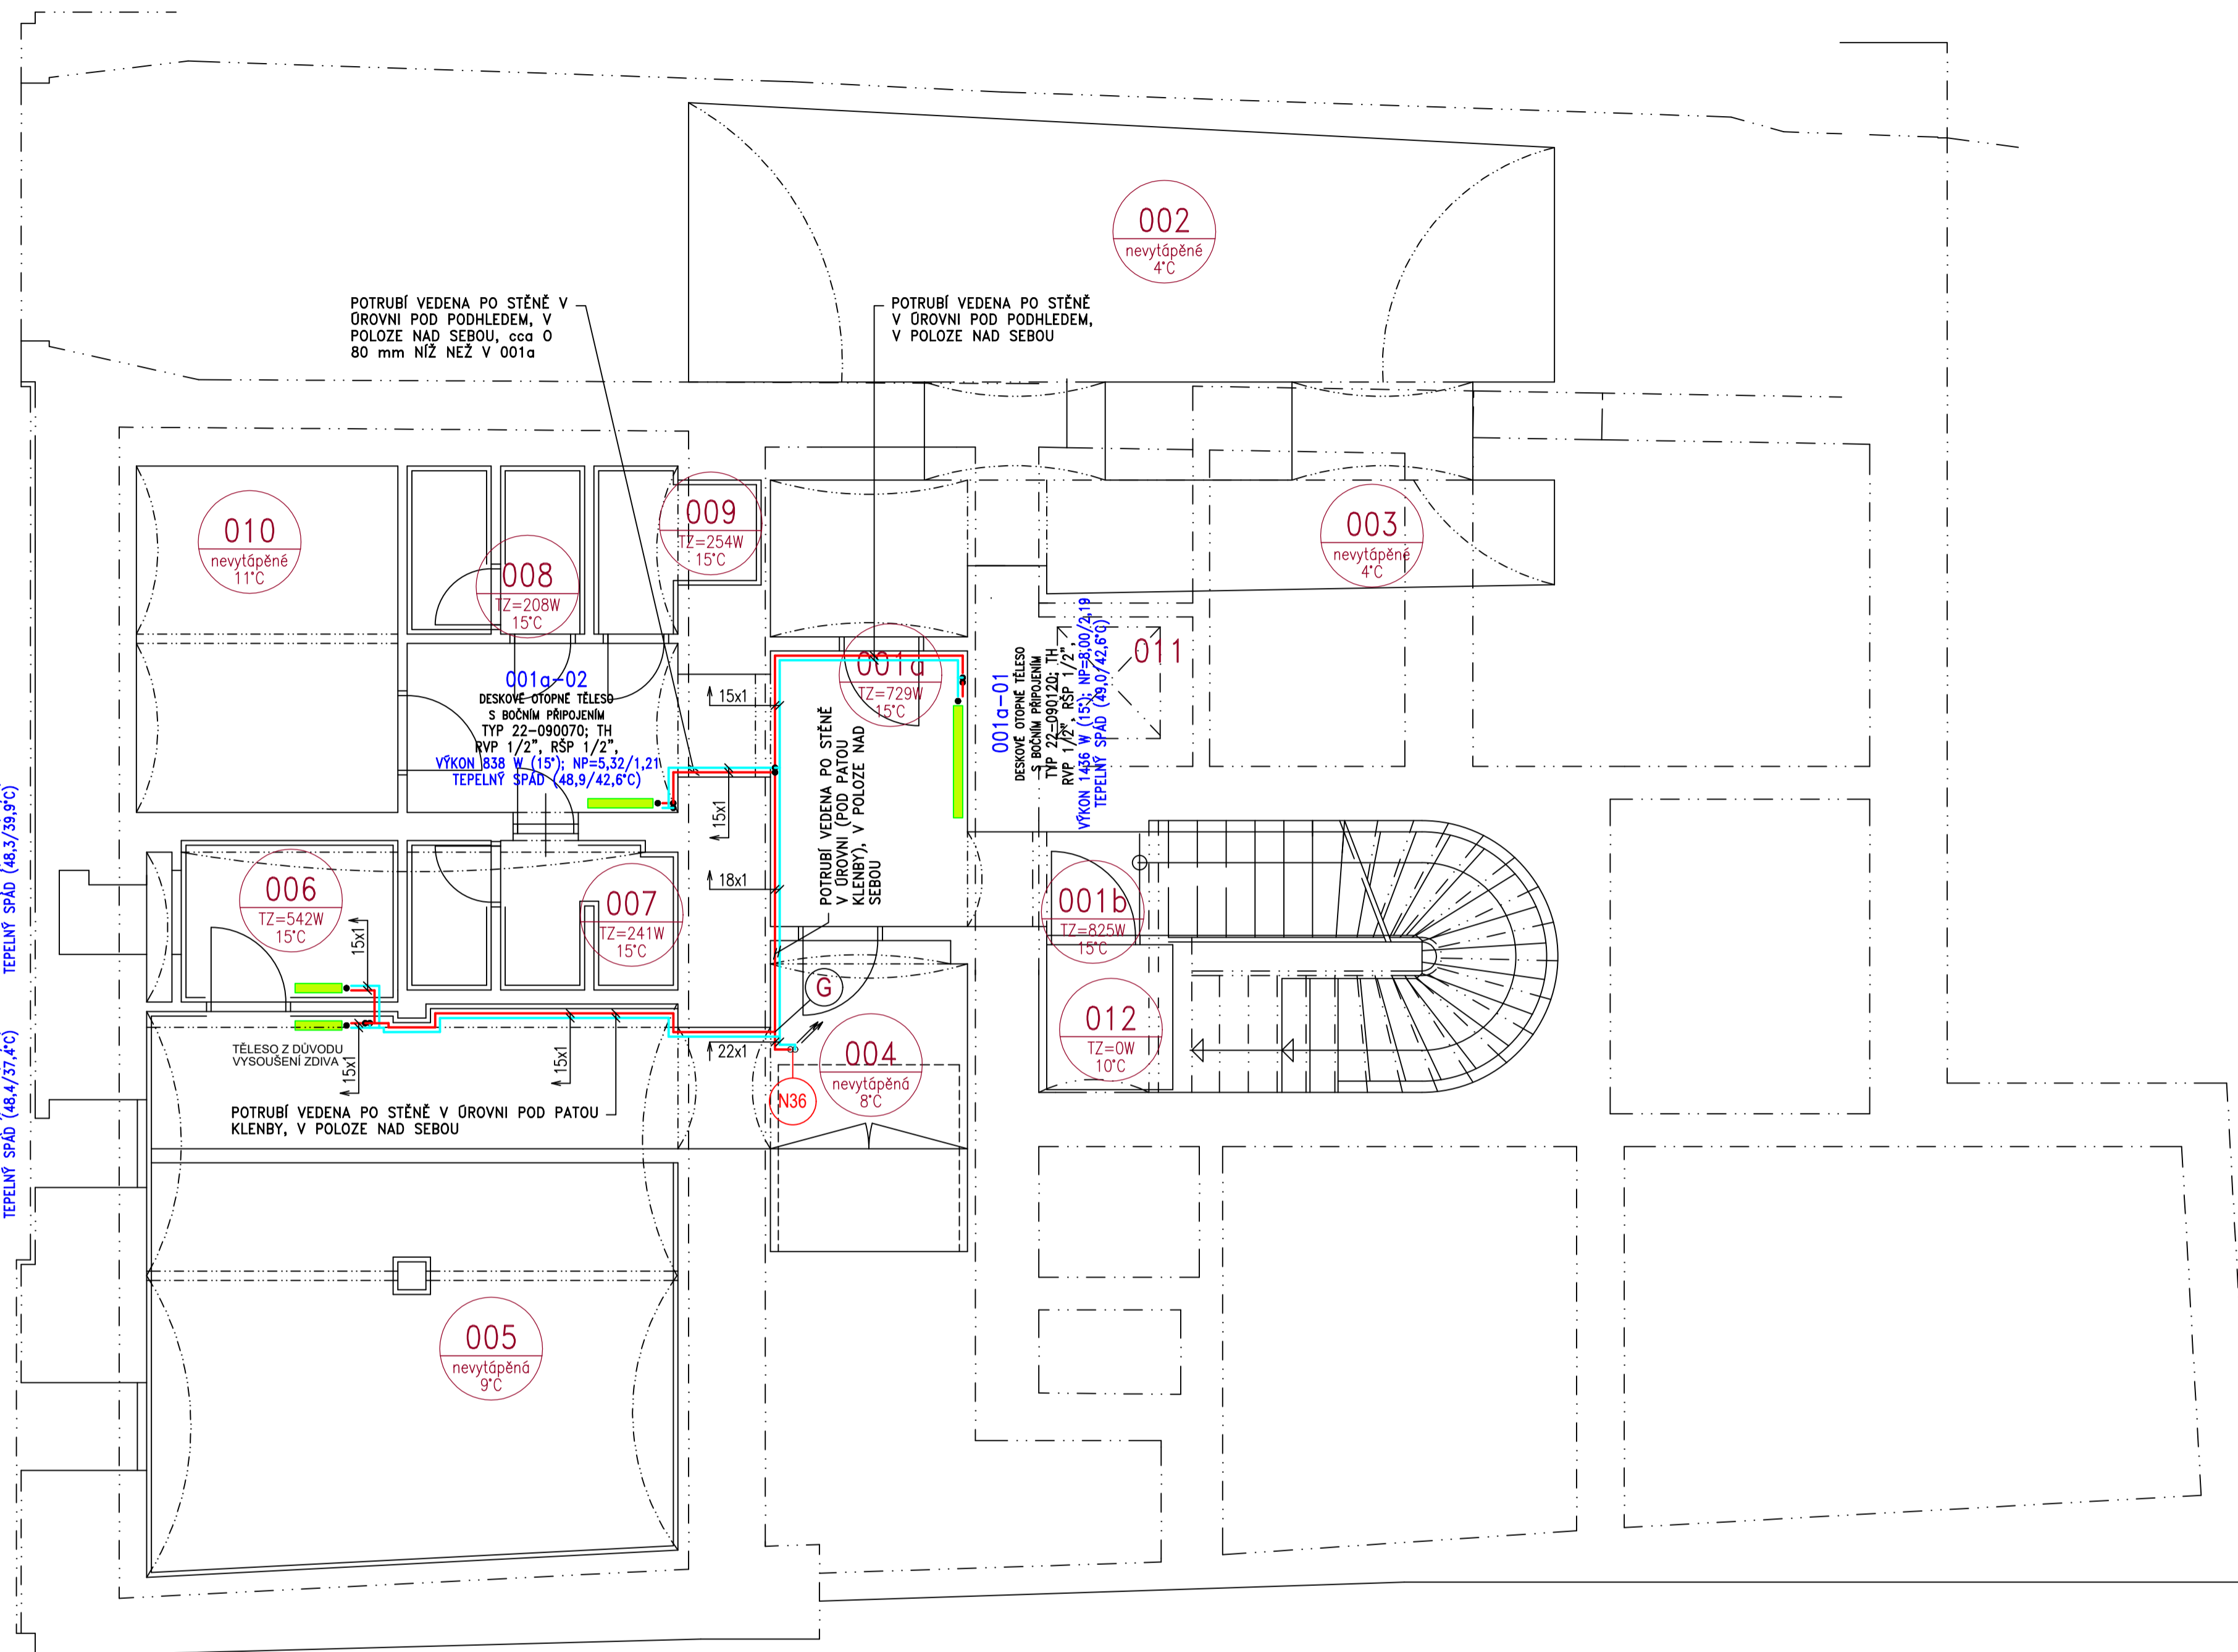 002
nevytápěné
4°C
POTRUBÍ VEDENA PO STĚNĚ V
ÚROVNI POD PODHLEDEM, V
POLOZE NAD SEBOU, cca O
80 mm NÍŽ NEŽ V 001a
POTRUBÍ VEDENA PO STĚNĚ
V ÚROVNI POD PODHLEDEM,
V POLOZE NAD SEBOU
010
nevytápěné
11°C
008
TZ=208W
15°C
009
TZ=254W
15°C
003
nevytápěné
4°C
001a-02
DESKOVÉ OTOPNÉ TĚLESO
S BOČNÍM PŘIPOJENÍM
TYP 22-090070; TH
RVP 1/2", RŠP 1/2",
VÝKON 838 W (15°); NP=5,32/1,21
TEPELNÝ SPÁD (48,9/42,6°C)
15x1
001a
TZ=729W
15°C
001a-01
DESKOVÉ OTOPNÉ TĚLESO
S BOČNÍM PŘIPOJENÍM
TYP 22-090120; TH
RVP 1/2", RŠP 1/2",
VÝKON 1436 W (15°); NP=8,00/2,19
TEPELNÝ SPÁD (49,0/42,6°C)
011
15x1
POTRUBÍ VEDENA PO STĚNĚ
V ÚROVNI (POD PATOU
KLENBY), V POLOZE NAD
SEBOU
18x1
TEPELNÝ SPÁD (48,3/39,9°C)
006
TZ=542W
15°C
15x1
007
TZ=241W
15°C
001b
TZ=825W
15°C
G
012
TZ=0W
10°C
TĚLESO Z DŮVODU
VYSOUŠENÍ ZDIVA
15x1
15x1
22x1
004
nevytápěná
8°C
N36
TEPELNÝ SPÁD (48,4/37,4°C)
POTRUBÍ VEDENA PO STĚNĚ V ÚROVNI POD PATOU
KLENBY, V POLOZE NAD SEBOU
005
nevytápěná
9°C